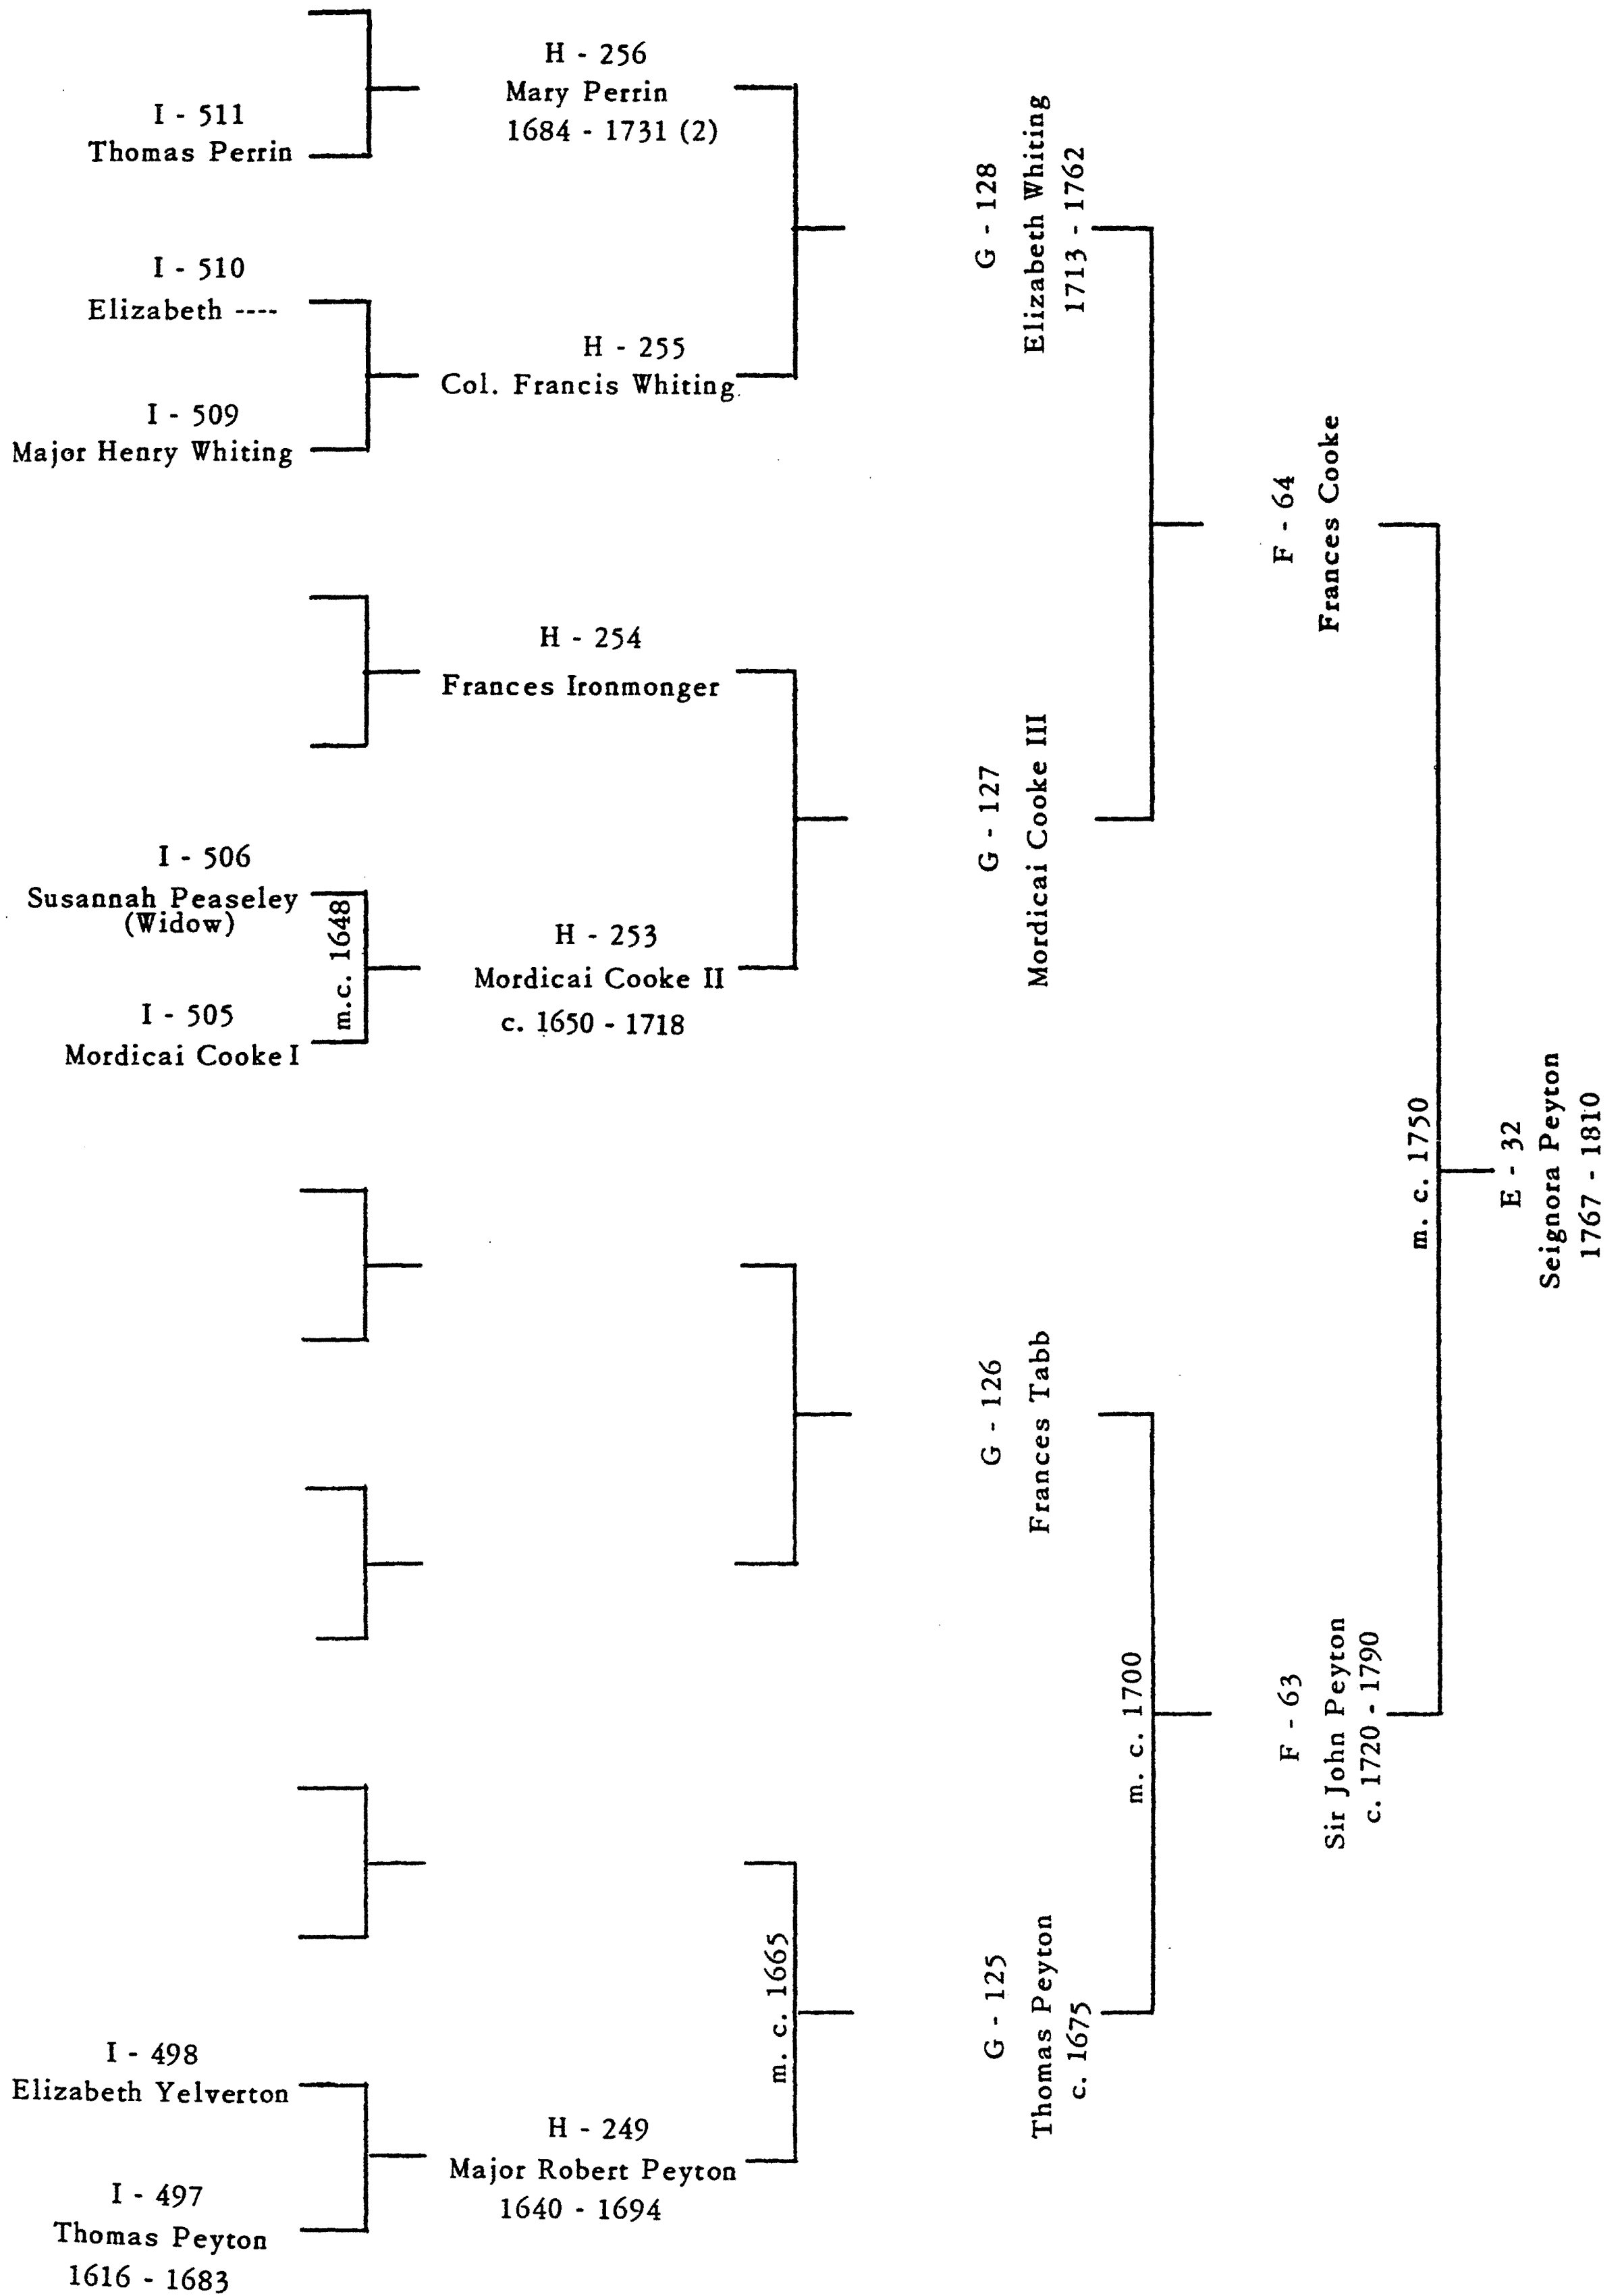 H - 256
Mary Perrin
1684 - 1731 (2)
I - 511
Thomas Perrin
I - 510
Elizabeth ----
H - 255
Col. Francis Whiting
I - 509
Major Henry Whiting
G - 128
Elizabeth Whiting
1713 - 1762
F - 64
Frances Cooke
H - 254
Frances Ironmonger
G - 127
Mordicai Cooke III
I - 506
Susannah Peaseley
(Widow)
m.c. 1648
H - 253
Mordicai Cooke II
c. 1650 - 1718
I - 505
Mordicai Cooke I
m. c. 1750
E - 32
Seignora Peyton
1767 - 1810
G - 126
Frances Tabb
m. c. 1700
F - 63
Sir John Peyton
c. 1720 - 1790
m. c. 1665
G - 125
Thomas Peyton
c. 1675
I - 498
Elizabeth Yelverton
H - 249
Major Robert Peyton
1640 - 1694
I - 497
Thomas Peyton
1616 - 1683